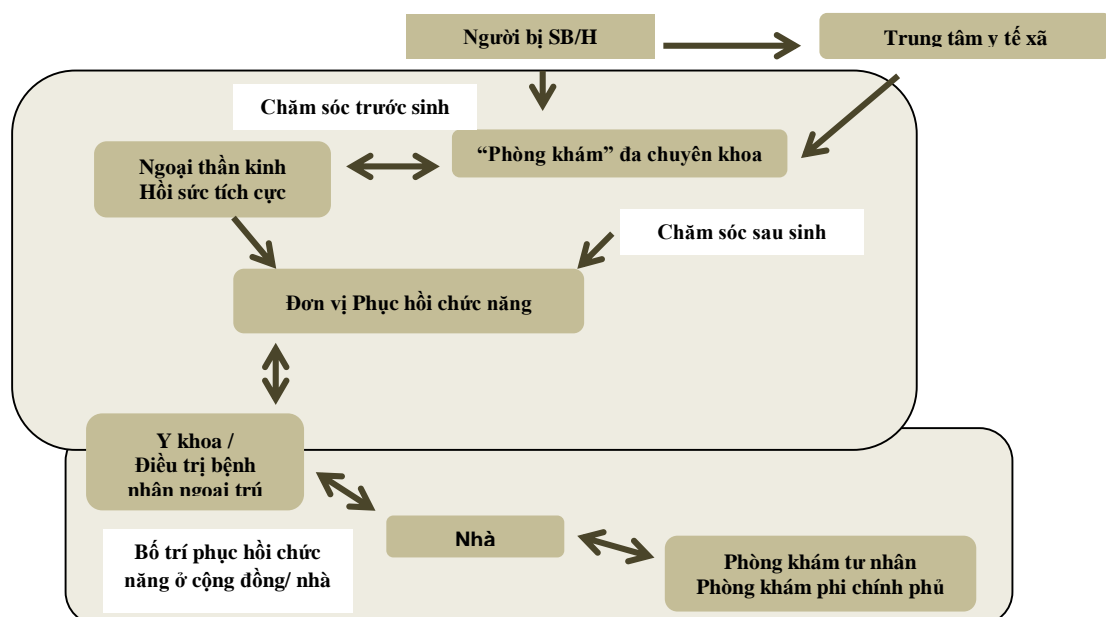 Người bị SB/H
Trung tâm y tế xã
Chăm sóc trước sinh
“Phòng khám” đa chuyên khoa
Ngoại thần kinh
Hồi sức tích cực
Chăm sóc sau sinh
Đơn vị Phục hồi chức năng
Y khoa /
Điều trị bệnh
nhân ngoại trú
Nhà
Bố trí phục hồi chức
năng ở cộng đồng/ nhà
Phòng khám tư nhân
Phòng khám phi chính phủ